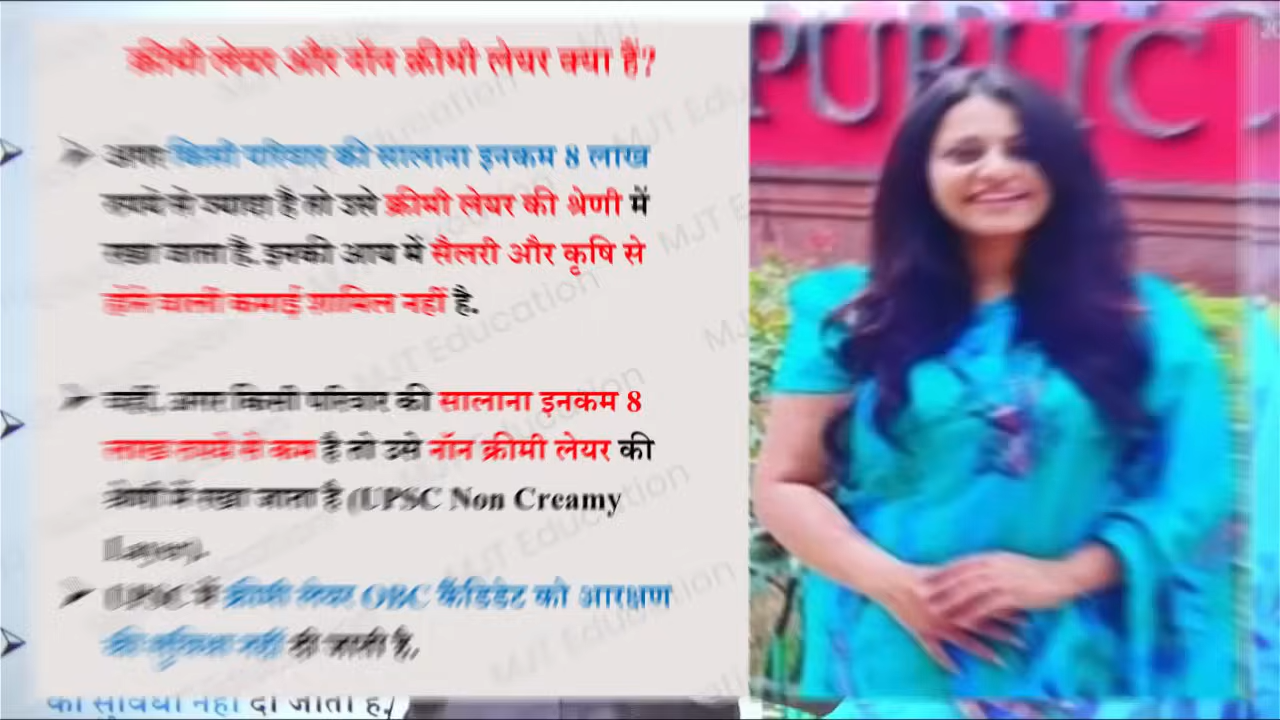 क्रीमी लेयर और नॉन क्रीमी लेयर क्या है?
PUBLIC
अगर किसी परिवार की सालाना इनकम 8 लाख
रुपये से ज्यादा है तो उसे क्रीमी लेयर की श्रेणी में
रखा जाता है. इनकी आय में सैलरी और कृषि से
होने वाली कमाई शामिल नहीं है.
वहीं, अगर किसी परिवार की सालाना इनकम 8
लाख रुपये से कम है तो उसे नॉन क्रीमी लेयर की
श्रेणी में रखा जाता है (UPSC Non Creamy
Layer).
UPSC में क्रीमी लेयर OBC कैंडिडेट को आरक्षण
की सुविधा नहीं दी जाती है.
की सुविधा नहीं दी जाती है.
MJT Education